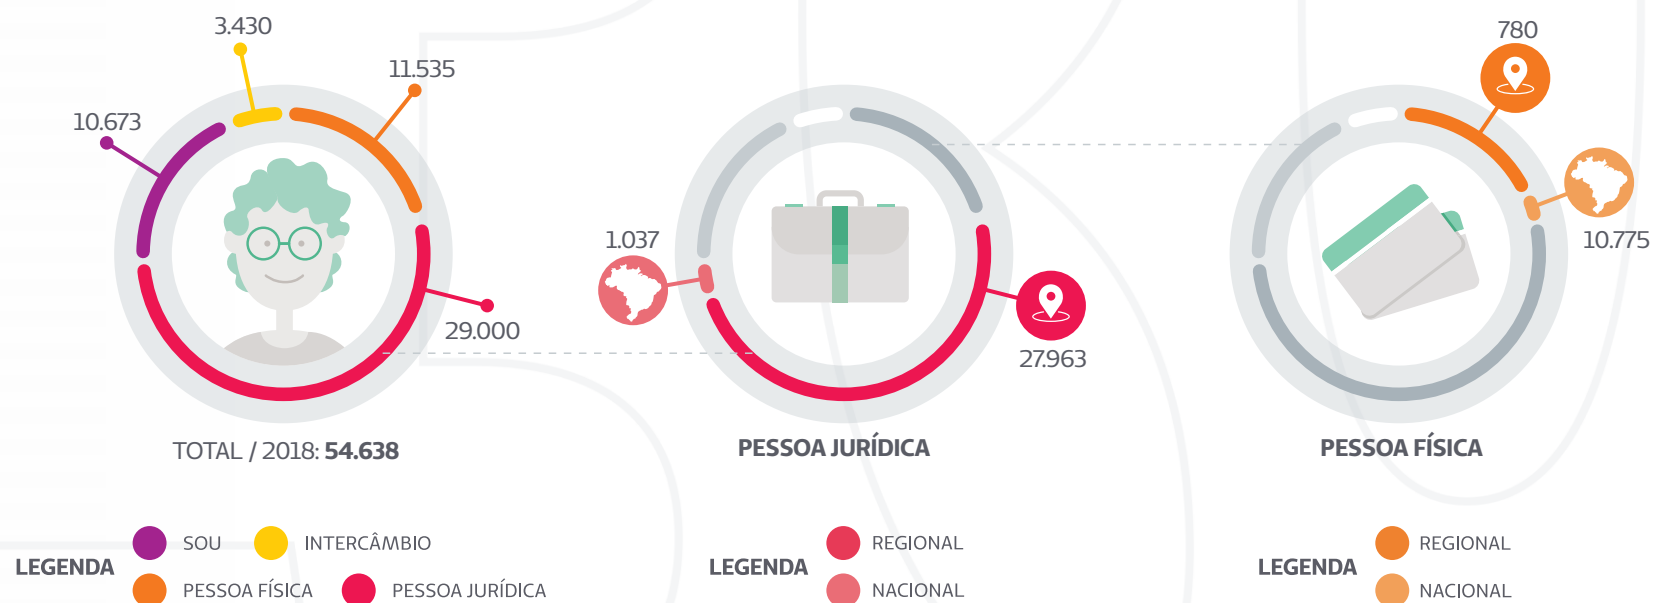 3.430
11.535
10.673
29.000
TOTAL / 2018: 54.638
1.037
27.963
PESSOA JURÍDICA
780
10.775
PESSOA FÍSICA
LEGENDA
SOU
INTERCÂMBIO
PESSOA FÍSICA
PESSOA JURÍDICA
LEGENDA
REGIONAL
NACIONAL
LEGENDA
REGIONAL
NACIONAL